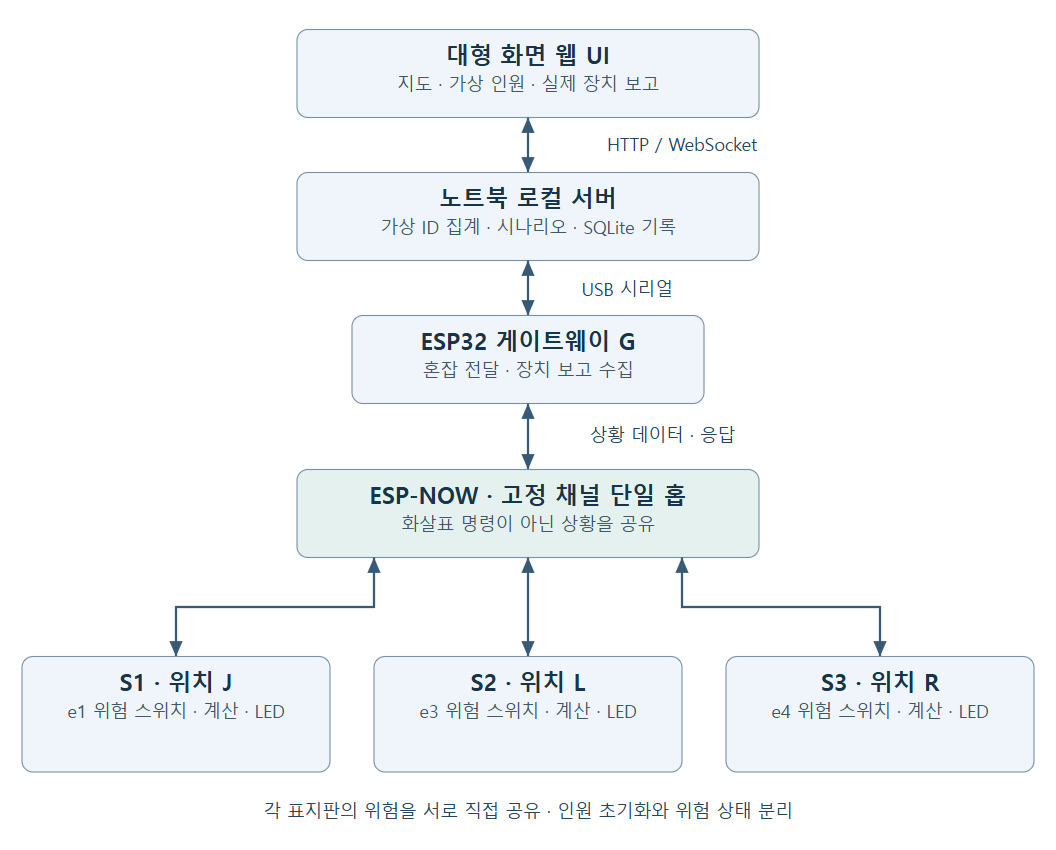 대형 화면 웹 UI
지도 · 가상 인원 · 실제 장치 보고
HTTP / WebSocket
노트북 로컬 서버
가상 ID 집계 · 시나리오 · SQLite 기록
USB 시리얼
ESP32 게이트웨이 G
혼잡 전달 · 장치 보고 수집
상황 데이터 · 응답
ESP-NOW · 고정 채널 단일 홉
화살표 명령이 아닌 상황을 공유
S1 · 위치 J
e1 위험 스위치 · 계산 · LED
S2 · 위치 L
e3 위험 스위치 · 계산 · LED
S3 · 위치 R
e4 위험 스위치 · 계산 · LED
각 표지판의 위험을 서로 직접 공유 · 인원 초기화와 위험 상태 분리